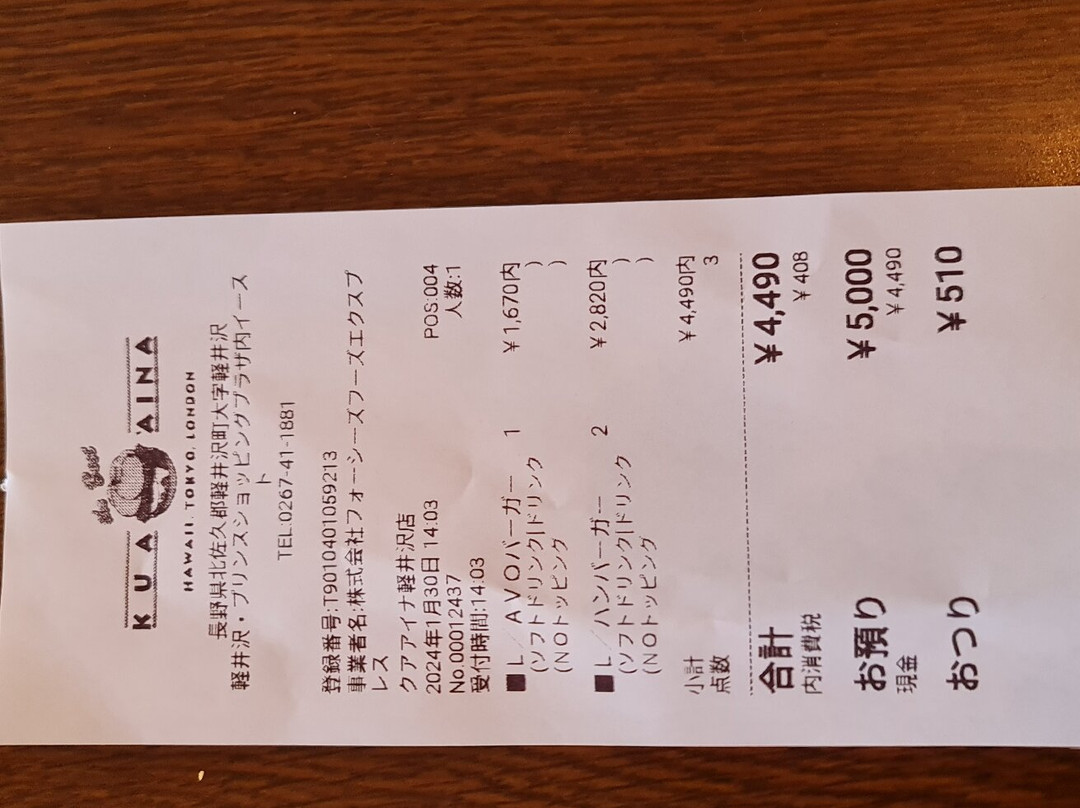 KUA 'AINA
HAWAII. TOKYO. LONDON
長野県北佐久郡軽井沢町大字軽井沢
軽井沢・プリンスショッピングプラザ内イース
ト
TEL:0267-41-1881
登録番号:T9010401059213
事業者名:株式会社フォーシーズフーズエクスプ
レス
クアアイナ軽井沢店
2024年1月30日 14:03 POS:004
No.00012437 人数:1
受付時間:14:03
■L／AVOバーガー 1 ¥1,670内
(ソフトドリンク|ドリンク )
(NOトッピング )
■L／ハンバーガー 2 ¥2,820内
(ソフトドリンク|ドリンク )
(NOトッピング )
小計 ¥4,490内
点数 3
合計 ¥4,490
内消費税 ¥408
お預り ¥5,000
現金 ¥4,490
おつり ¥510